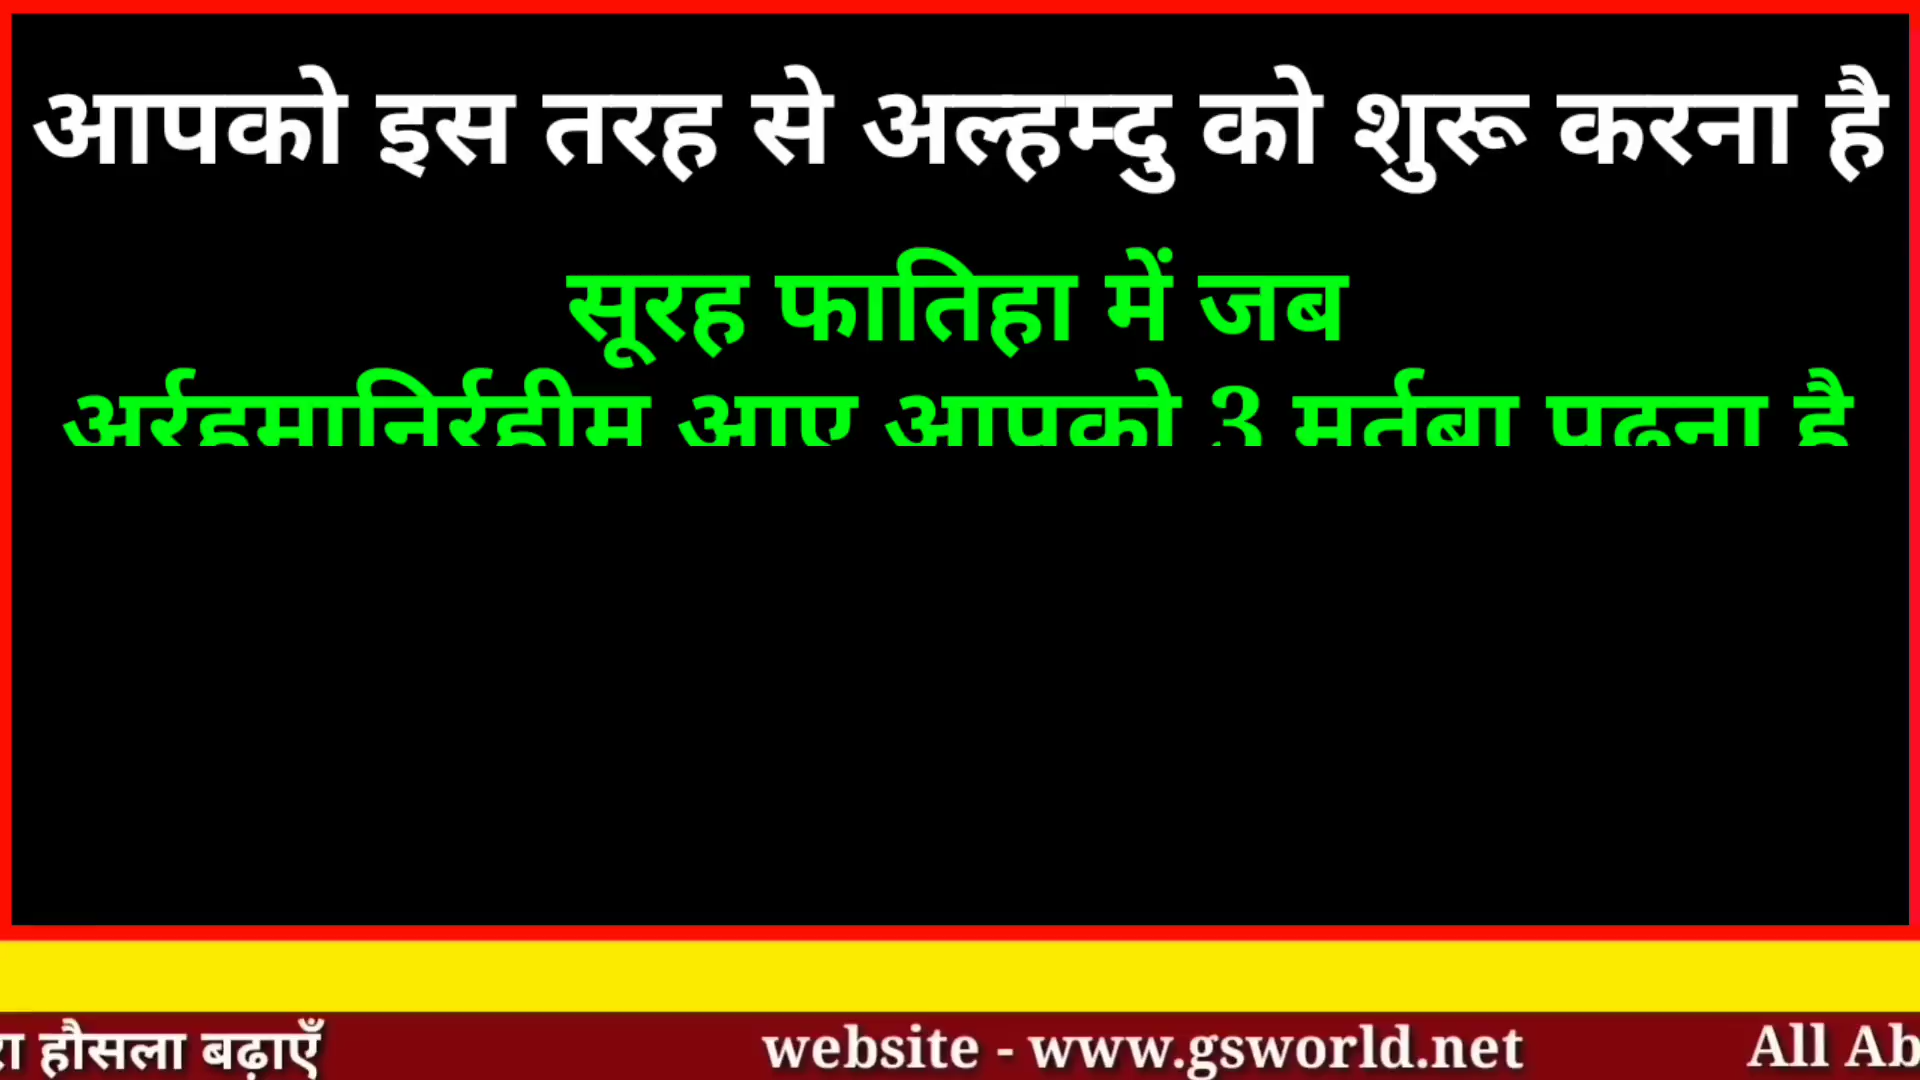 आपको इस तरह से अल्हम्दु को शुरू करना है
सूरह फातिहा में जब
अर्रहमानिर्रहीम आए आपको 3 मर्तबा पढ़ना है
हौसला बढ़ाएँ website - www.gsworld.net All